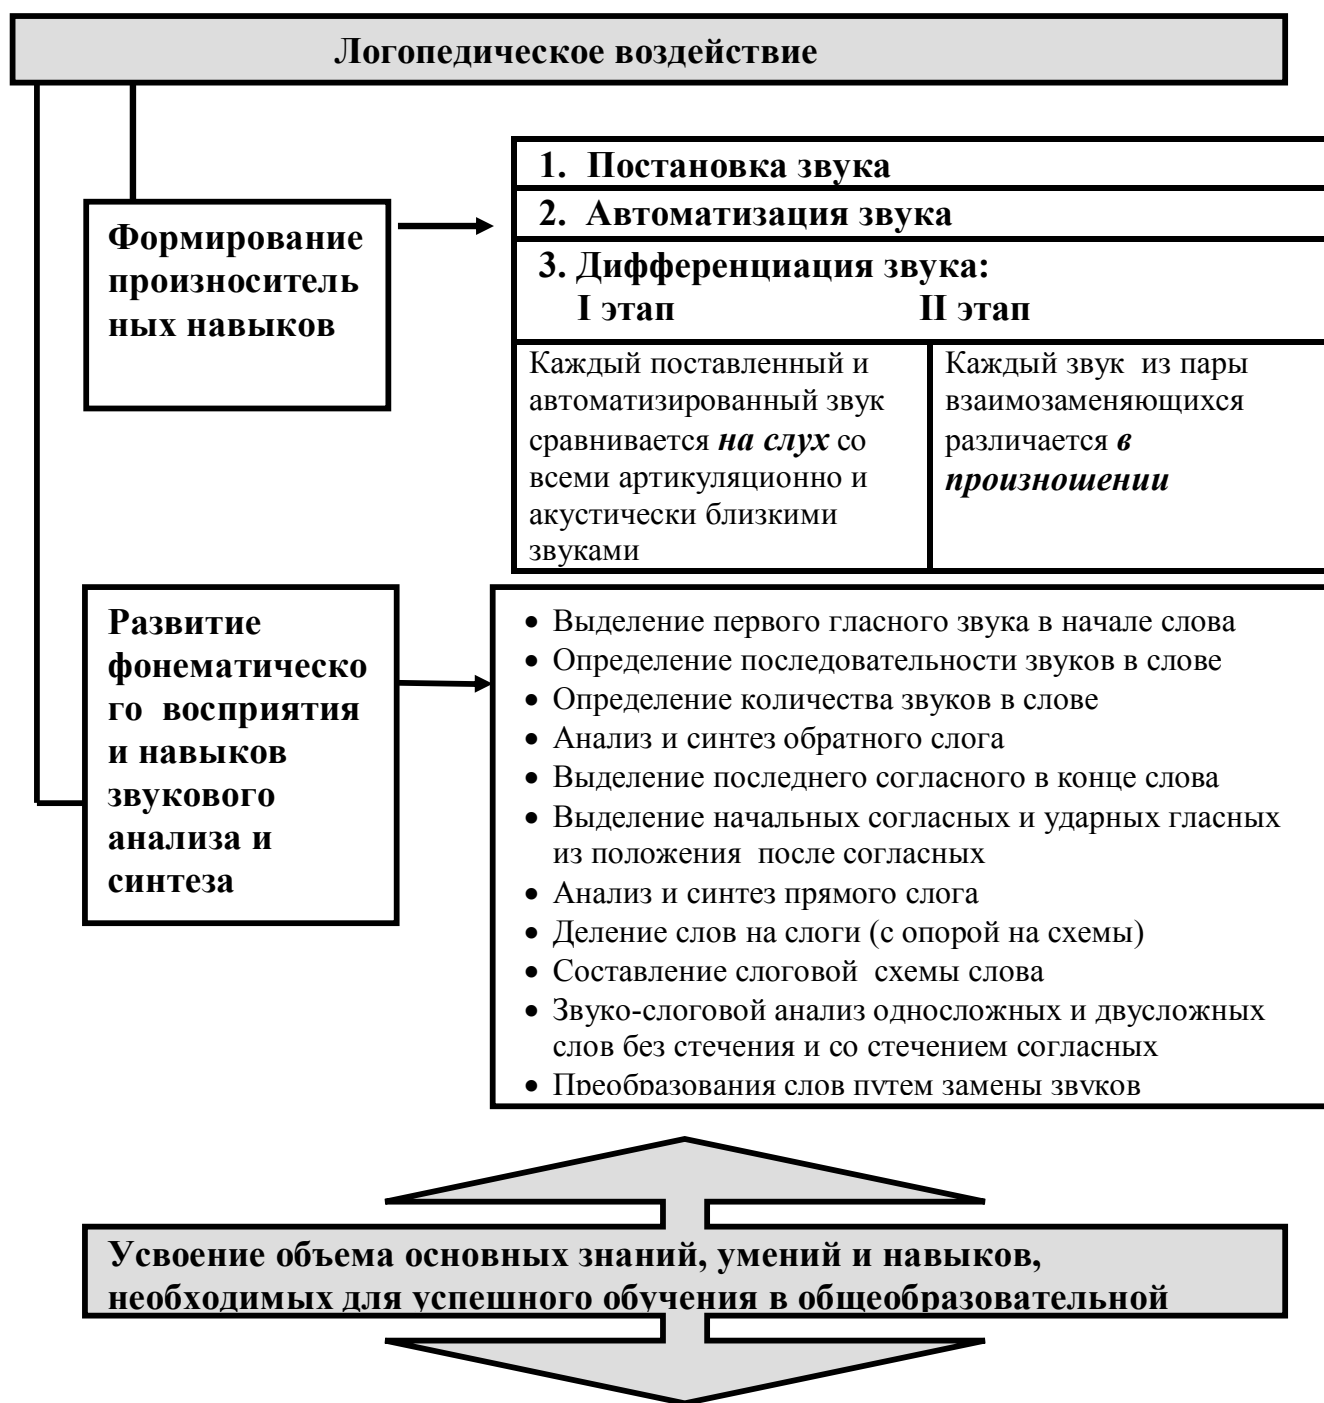 Логопедическое воздействие
Формирование
произноситель
ных навыков
1. Постановка звука
2. Автоматизация звука
3. Дифференциация звука:
I этап II этап
Каждый поставленный и
автоматизированный звук
сравнивается на слух со
всеми артикуляционно и
акустически близкими
звуками
Каждый звук из пары
взаимозаменяющихся
различается в
произношении
Развитие
фонематическо
го восприятия
и навыков
звукового
анализа и
синтеза
• Выделение первого гласного звука в начале слова
• Определение последовательности звуков в слове
• Определение количества звуков в слове
• Анализ и синтез обратного слога
• Выделение последнего согласного в конце слова
• Выделение начальных согласных и ударных гласных
из положения после согласных
• Анализ и синтез прямого слога
• Деление слов на слоги (с опорой на схемы)
• Составление слоговой схемы слова
• Звуко-слоговой анализ односложных и двусложных
слов без стечения и со стечением согласных
• Преобразования слов путем замены звуков
Усвоение объема основных знаний, умений и навыков,
необходимых для успешного обучения в общеобразовательной